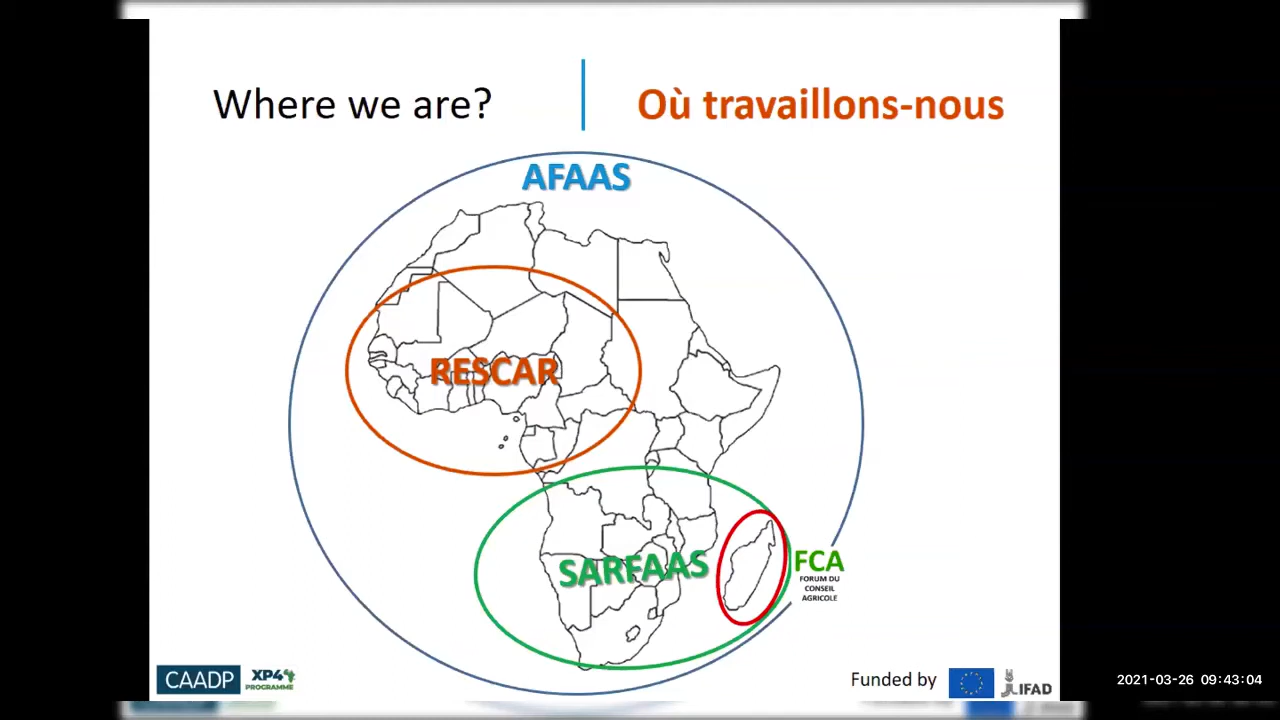 Where we are?
Où travaillons-nous
AFAAS
RESCAR
SARFAAS
FCA
FORUM DU
CONSEIL
AGRICOLE
CAADP
XP4
PROGRAMME
Funded by
IFAD
2021-03-26 09:43:04